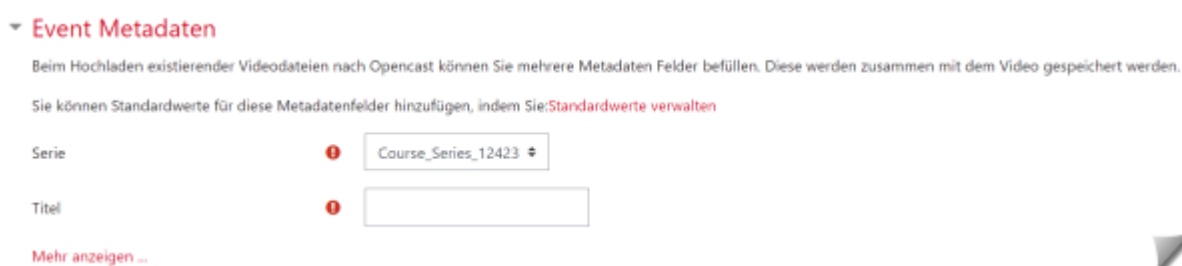 Event Metadaten
Beim Hochladen existierender Videodateien nach Opencast können Sie mehrere Metadaten Felder befüllen. Diese werden zusammen mit dem Video gespeichert werden.
Sie können Standardwerte für diese Metadatenfelder hinzufügen, indem Sie:Standardwerte verwalten
Serie Course_Series_12423
Titel
Mehr anzeigen ...